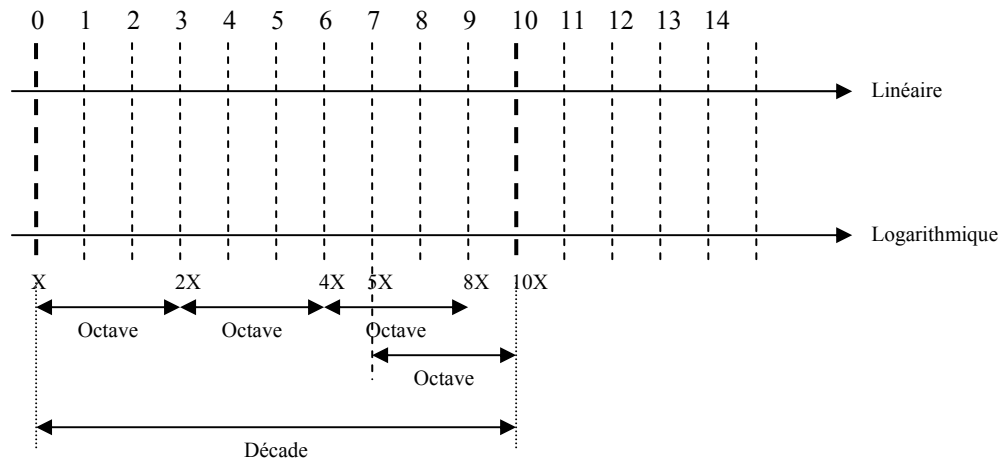 0 1 2 3 4 5 6 7 8 9 10 11 12 13 14
Linéaire
Logarithmique
X 2X 4X 5X 8X 10X
Octave Octave Octave
Octave
Décade